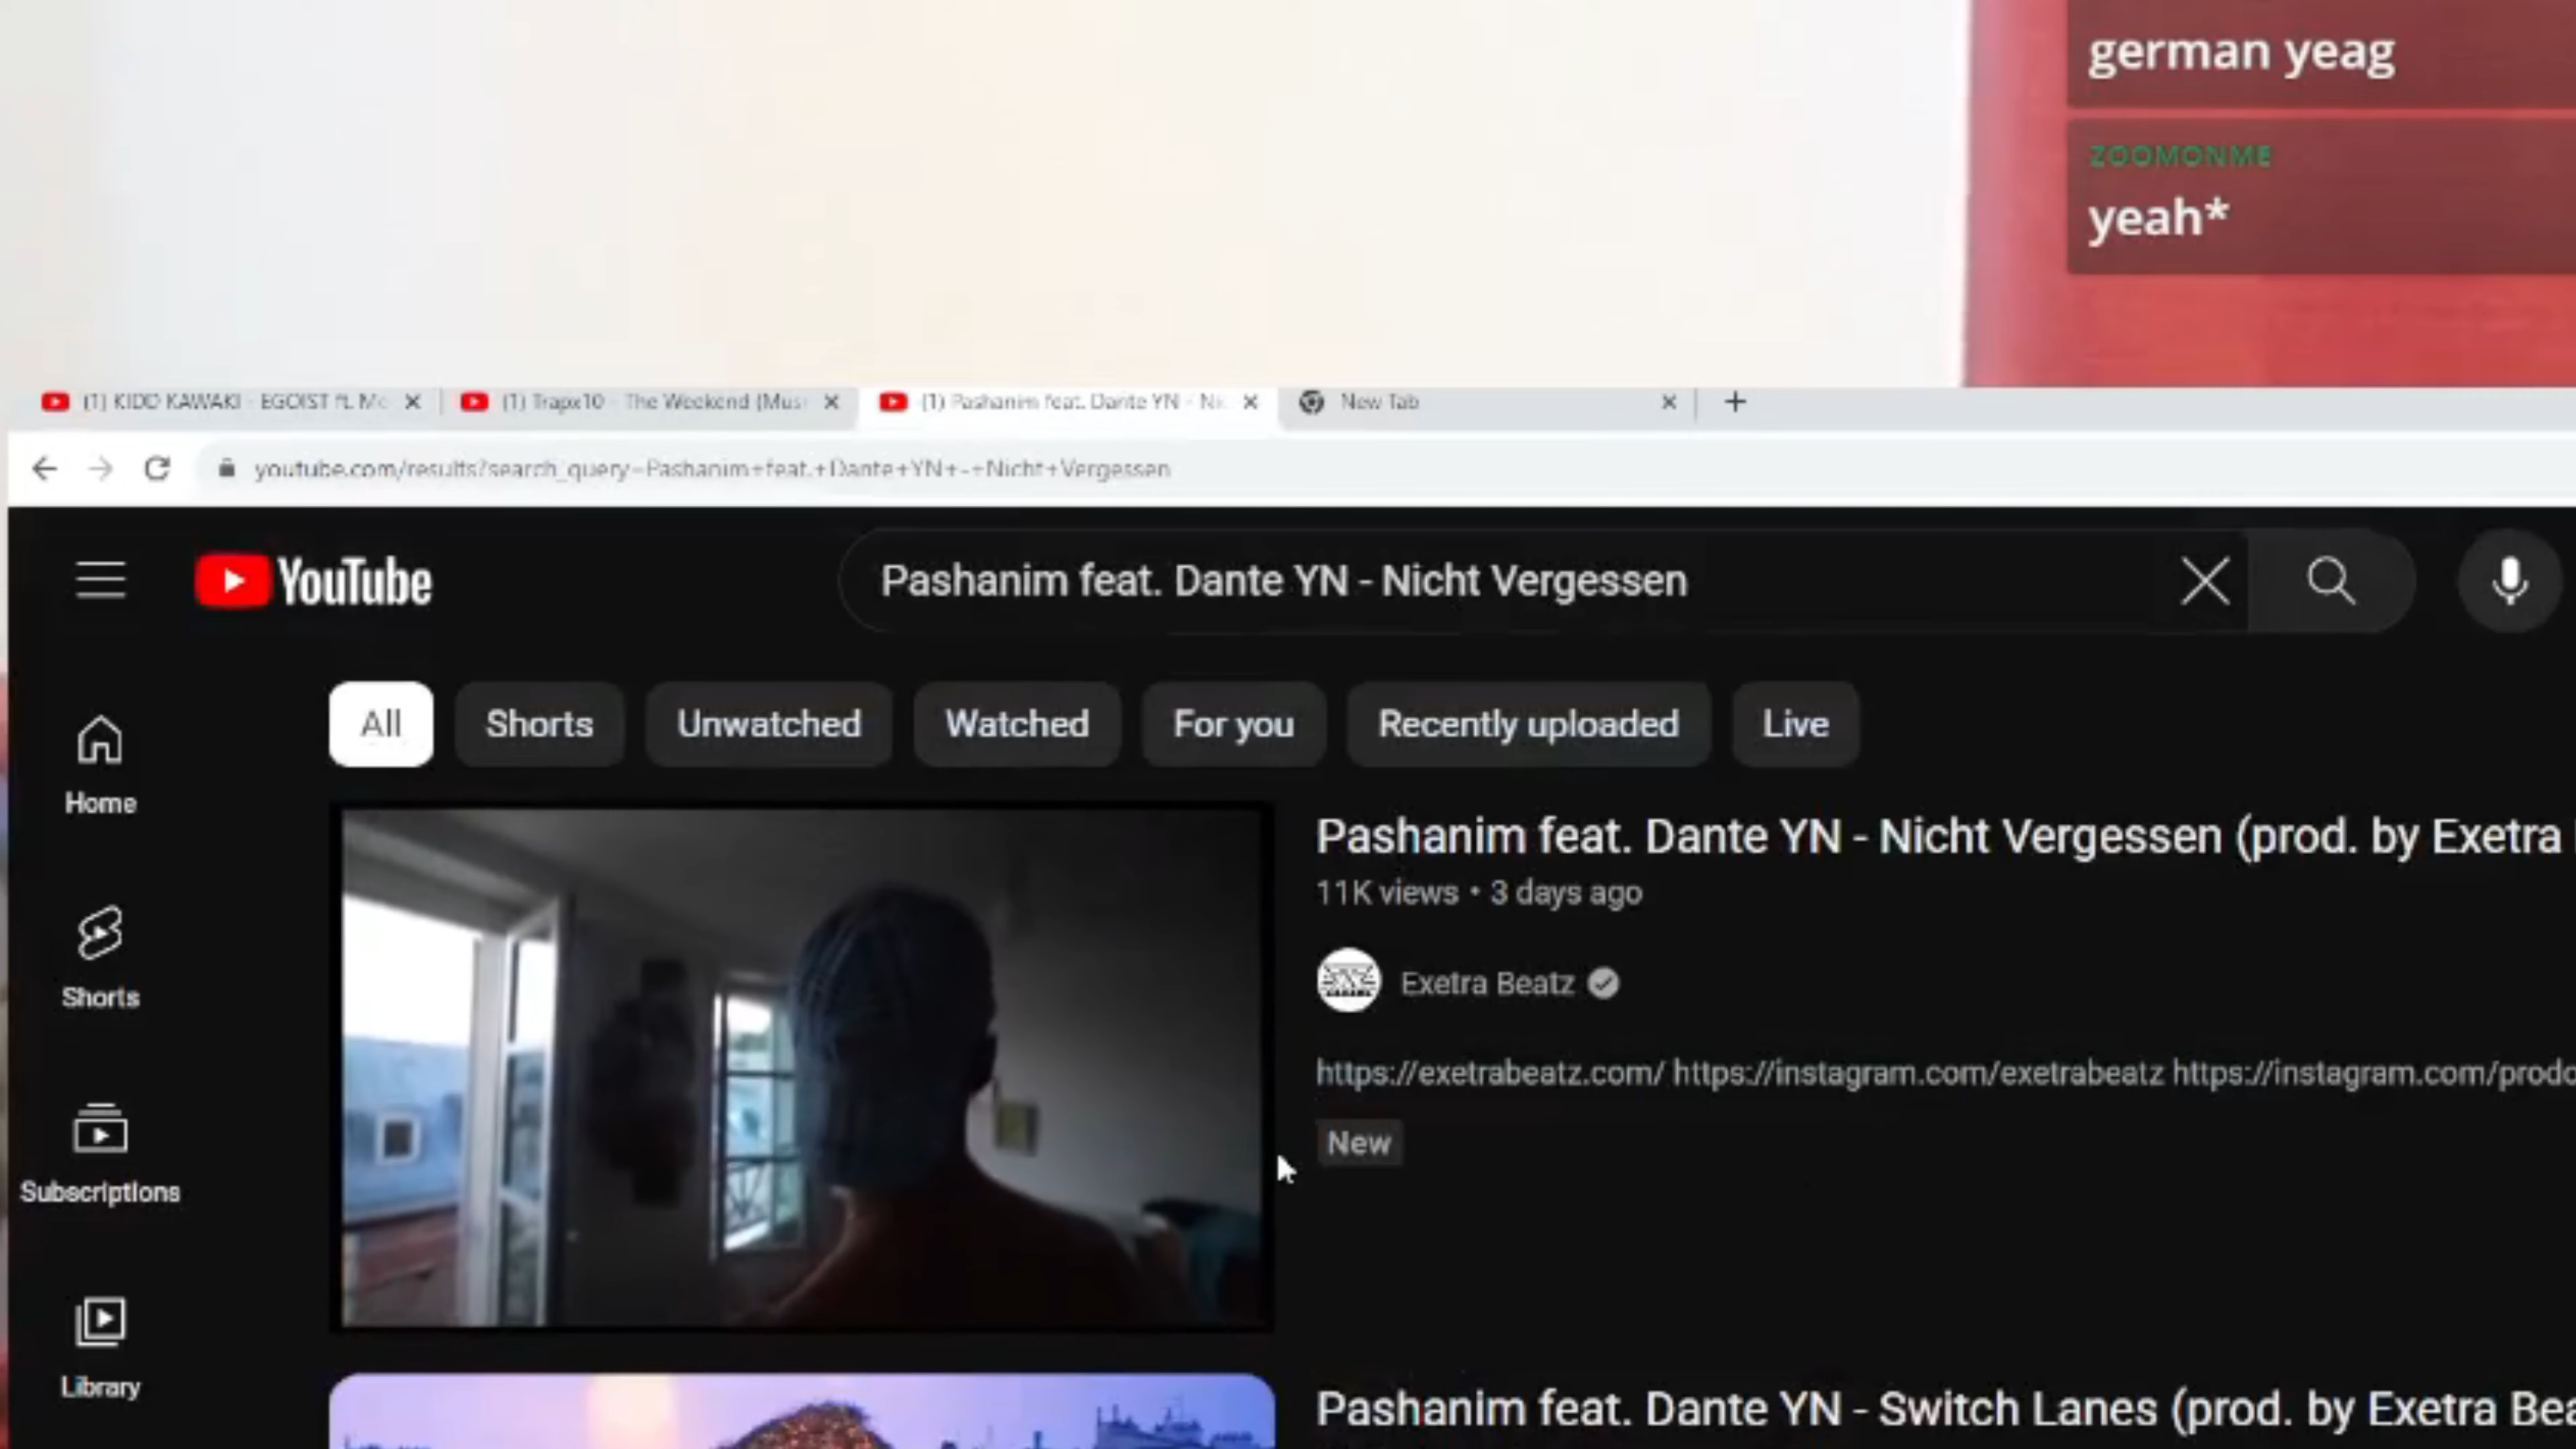 german yeag
ZOOMONME
yeah*
(1) KIDD KAWAKI - EGOIST ft. Mc
(1) Trapx10 - The Weekend (Mus
(1) Pashanim feat. Dante YN - Nic
New Tab
youtube.com/results?search_query=Pashanim+feat.+Dante+YN+-+Nicht+Vergessen
YouTube
Pashanim feat. Dante YN - Nicht Vergessen
All
Shorts
Unwatched
Watched
For you
Recently uploaded
Live
Home
Shorts
Subscriptions
Library
Pashanim feat. Dante YN - Nicht Vergessen (prod. by Exetra
11K views • 3 days ago
Exetra Beatz
https://exetrabeatz.com/ https://instagram.com/exetrabeatz https://instagram.com/prodo
New
Pashanim feat. Dante YN - Switch Lanes (prod. by Exetra Bea